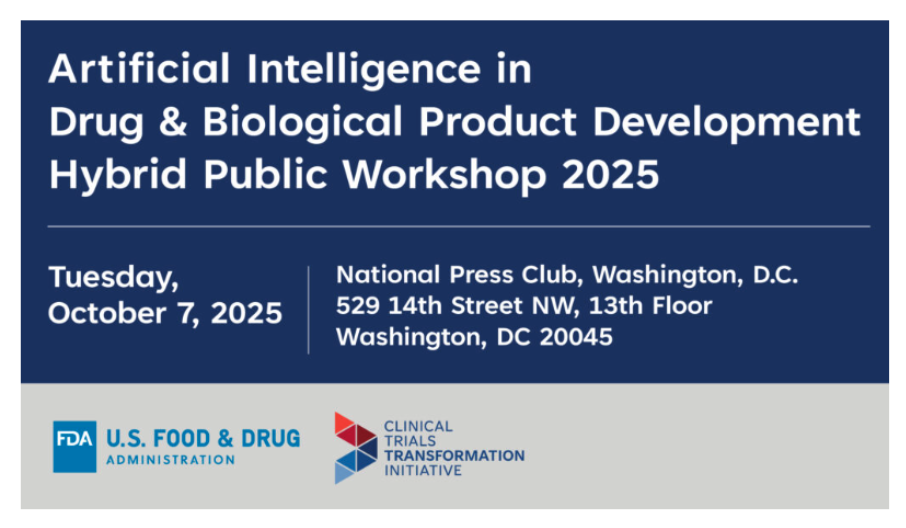 Artificial Intelligence in
Drug & Biological Product Development
Hybrid Public Workshop 2025
Tuesday,
October 7, 2025
National Press Club, Washington, D.C.
529 14th Street NW, 13th Floor
Washington, DC 20045
FDA
U.S. FOOD & DRUG
ADMINISTRATION
CLINICAL
TRIALS
TRANSFORMATION
INITIATIVE